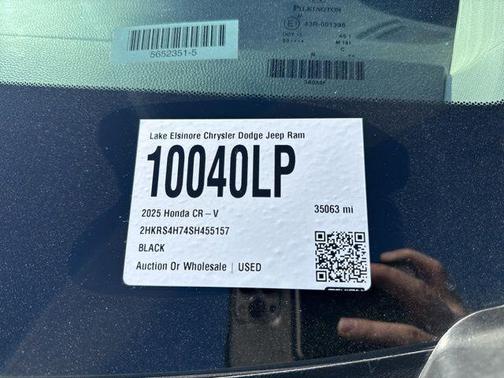 PILKINGTON
43R-001395
5652351-5
Lake Elsinore Chrysler Dodge Jeep Ram
10040LP
2025 Honda CR-V
35063 mi
2HKRS4H74SH455157
BLACK
Auction Or Wholesale | USED